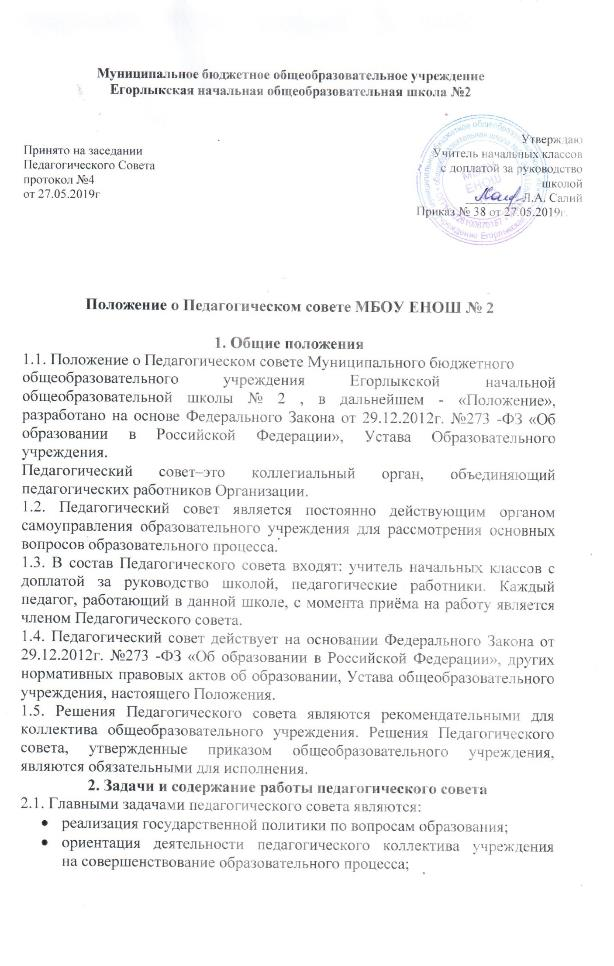 Муниципальное бюджетное общеобразовательное учреждение
Егорлыкская начальная общеобразовательная школа №2
Принято на заседании
Педагогического Совета
протокол №4
от 27.05.2019г
Утверждаю
Учитель начальных классов
с доплатой за руководство
школой
Л.А. Салий
Приказ № 38 от 27.05.2019г.
Положение о Педагогическом совете МБОУ ЕНОШ № 2
1. Общие положения
1.1. Положение о Педагогическом совете Муниципального бюджетного
общеобразовательного учреждения Егорлыкской начальной
общеобразовательной школы № 2 , в дальнейшем - «Положение»,
разработано на основе Федерального Закона от 29.12.2012г. №273 -ФЗ «Об
образовании в Российской Федерации», Устава Образовательного
учреждения.
Педагогический совет–это коллегиальный орган, объединяющий
педагогических работников Организации.
1.2. Педагогический совет является постоянно действующим органом
самоуправления образовательного учреждения для рассмотрения основных
вопросов образовательного процесса.
1.3. В состав Педагогического совета входят: учитель начальных классов с
доплатой за руководство школой, педагогические работники. Каждый
педагог, работающий в данной школе, с момента приёма на работу является
членом Педагогического совета.
1.4. Педагогический совет действует на основании Федерального Закона от
29.12.2012г. №273 -ФЗ «Об образовании в Российской Федерации», других
нормативных правовых актов об образовании, Устава общеобразовательного
учреждения, настоящего Положения.
1.5. Решения Педагогического совета являются рекомендательными для
коллектива общеобразовательного учреждения. Решения Педагогического
совета, утвержденные приказом общеобразовательного учреждения,
являются обязательными для исполнения.
2. Задачи и содержание работы педагогического совета
2.1. Главными задачами педагогического совета являются:
• реализация государственной политики по вопросам образования;
• ориентация деятельности педагогического коллектива учреждения
на совершенствование образовательного процесса;